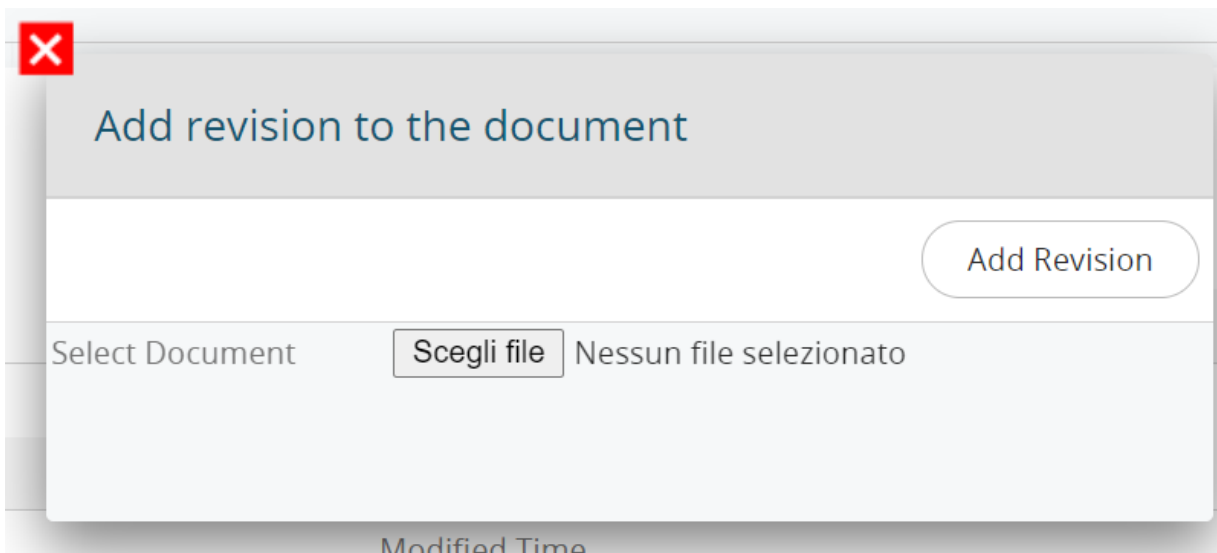 Add revision to the document
Add Revision
Select Document Scegli file Nessun file selezionato
Modified Time